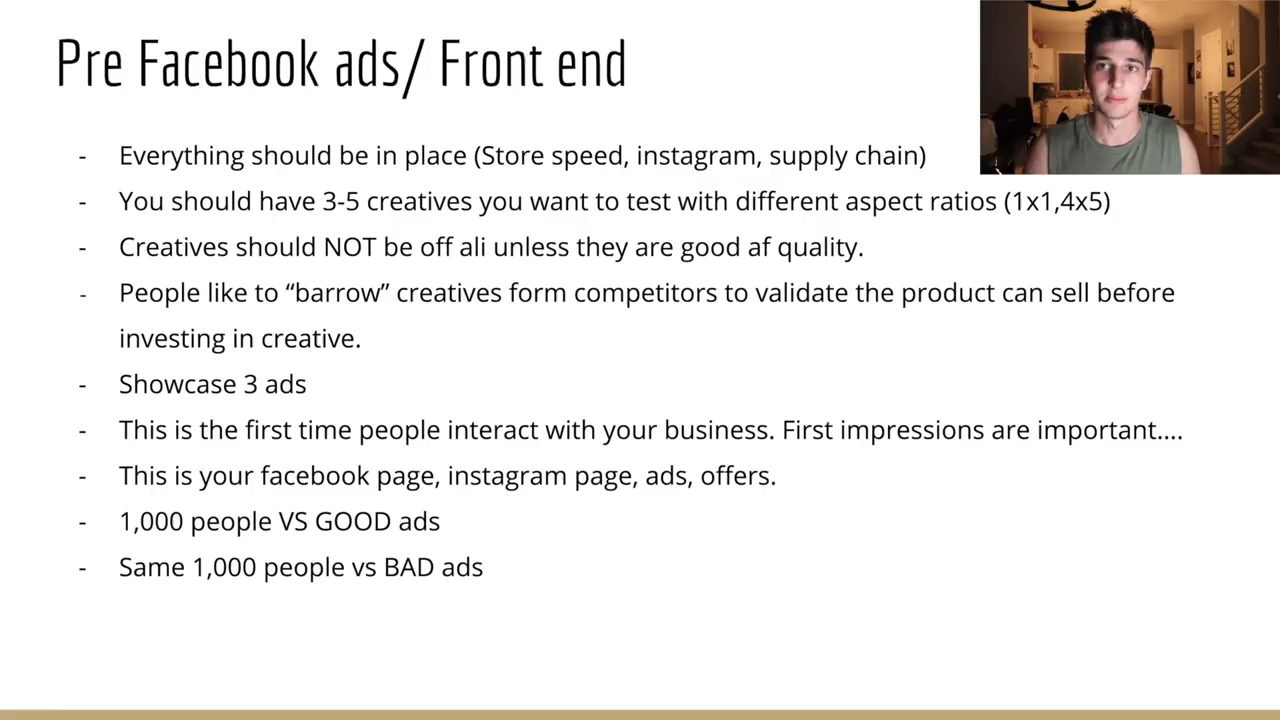 Pre Facebook ads/ Front end
- Everything should be in place (Store speed, instagram, supply chain)
- You should have 3-5 creatives you want to test with different aspect ratios (1x1,4x5)
- Creatives should NOT be off ali unless they are good af quality.
- People like to “barrow” creatives form competitors to validate the product can sell before
investing in creative.
- Showcase 3 ads
- This is the first time people interact with your business. First impressions are important....
- This is your facebook page, instagram page, ads, offers.
- 1,000 people VS GOOD ads
- Same 1,000 people vs BAD ads